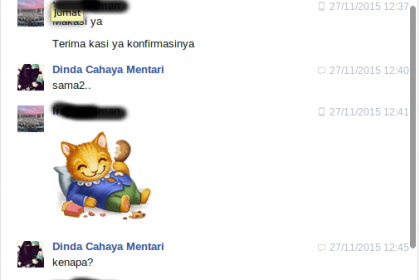 27/11/2015 12:37
jumat
Makasi ya
Terima kasi ya konfirmasinya
Dinda Cahaya Mentari 27/11/2015 12:40
sama2..
27/11/2015 12:41
Dinda Cahaya Mentari 27/11/2015 12:45
kenapa?